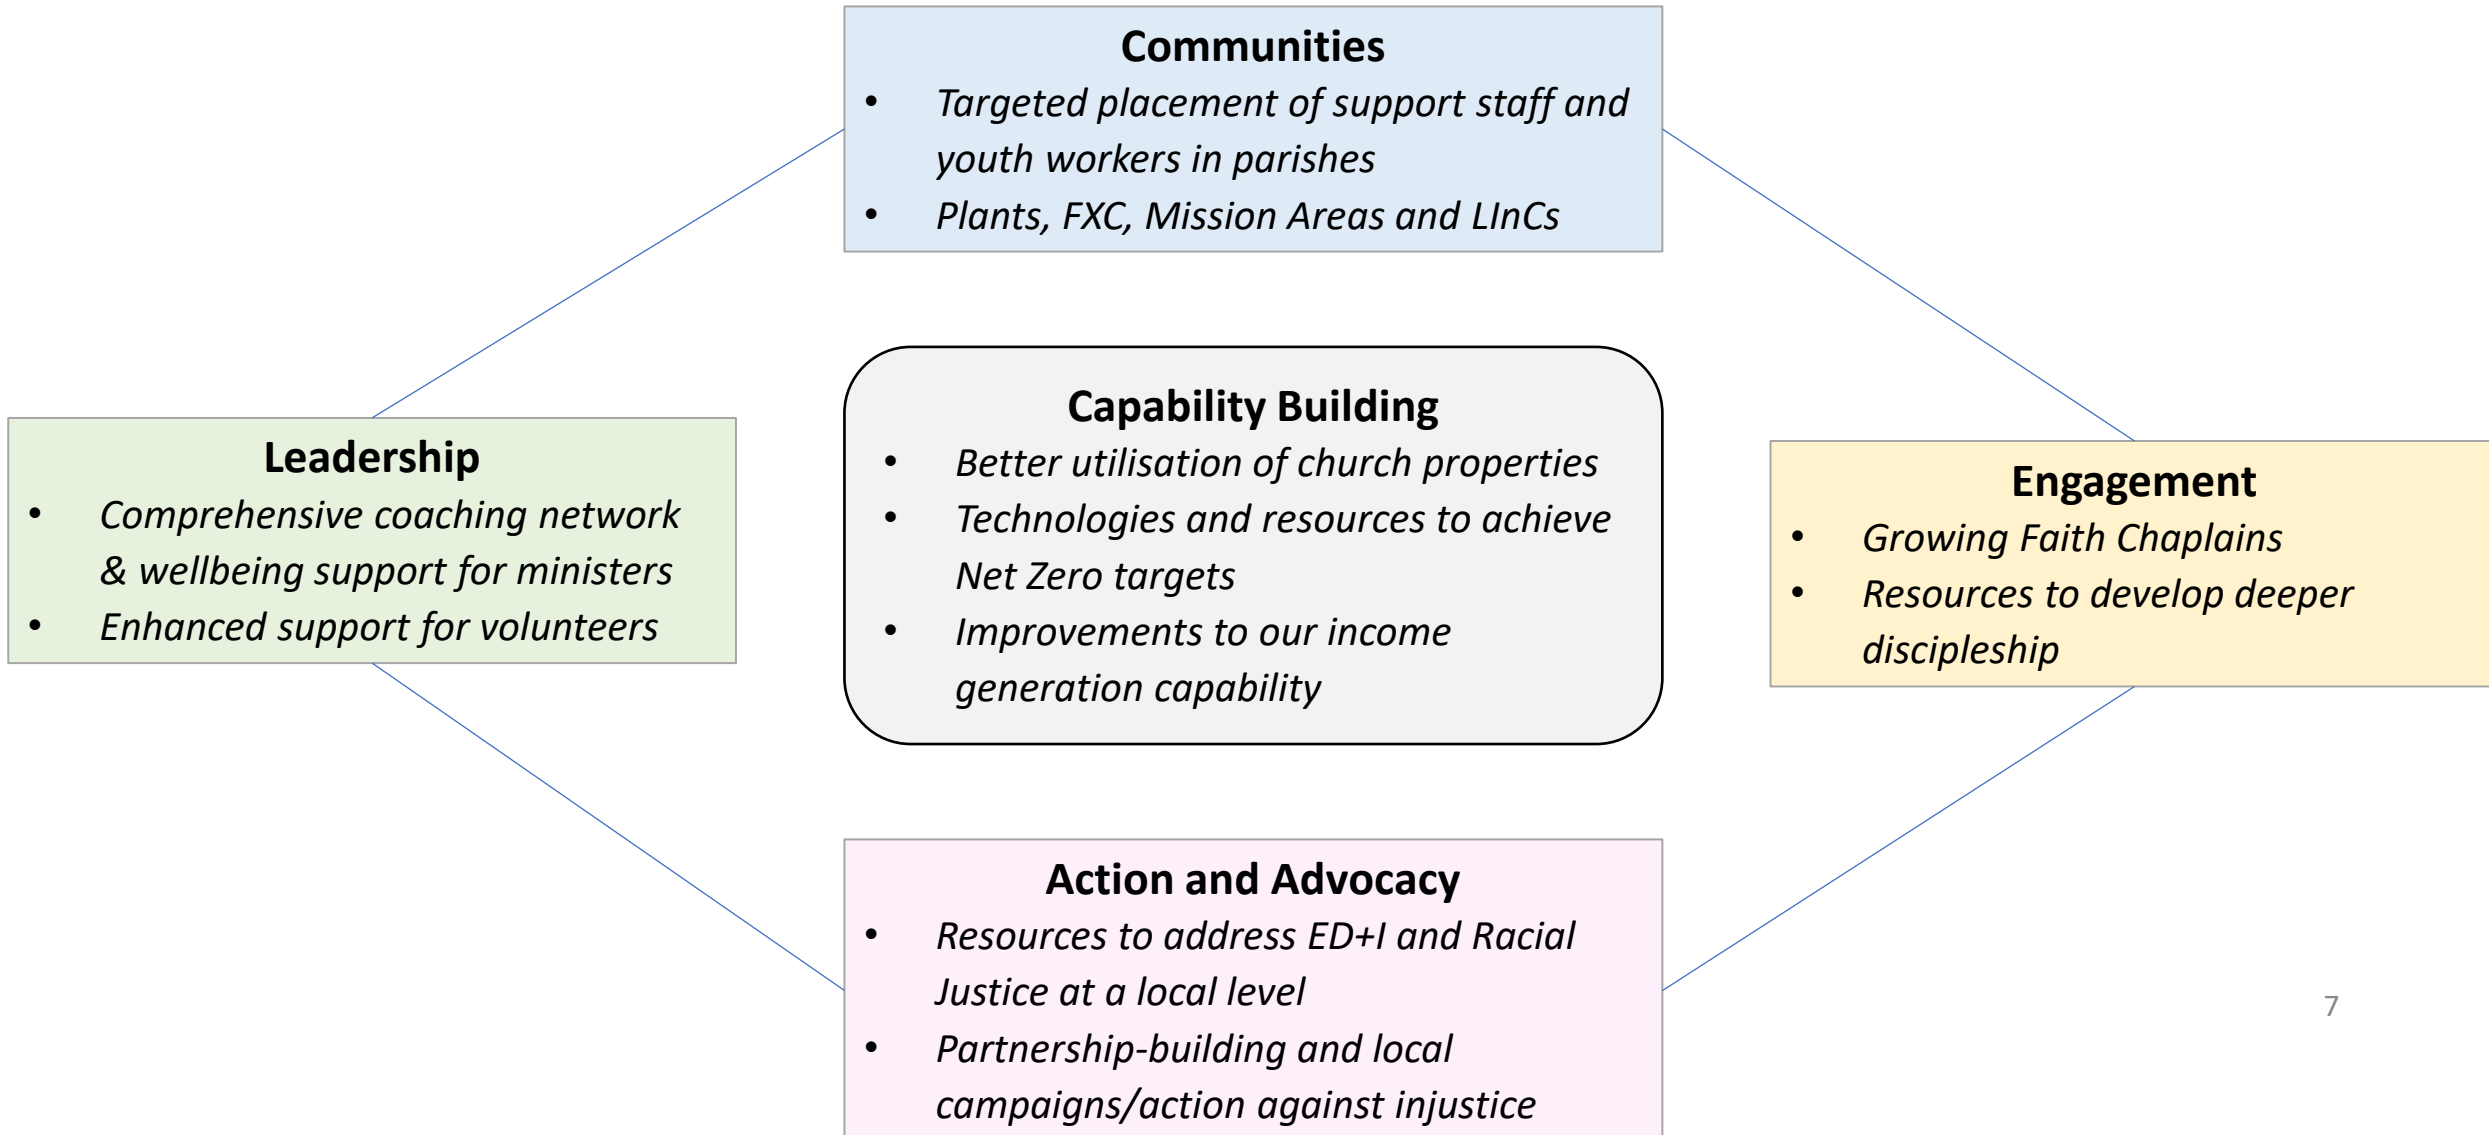 Communities
• Targeted placement of support staff and
youth workers in parishes
• Plants, FXC, Mission Areas and LInCs
Leadership
• Comprehensive coaching network
& wellbeing support for ministers
• Enhanced support for volunteers
Capability Building
• Better utilisation of church properties
• Technologies and resources to achieve
Net Zero targets
• Improvements to our income
generation capability
Engagement
• Growing Faith Chaplains
• Resources to develop deeper
discipleship
Action and Advocacy
• Resources to address ED+I and Racial
Justice at a local level
• Partnership-building and local
campaigns/action against injustice
7